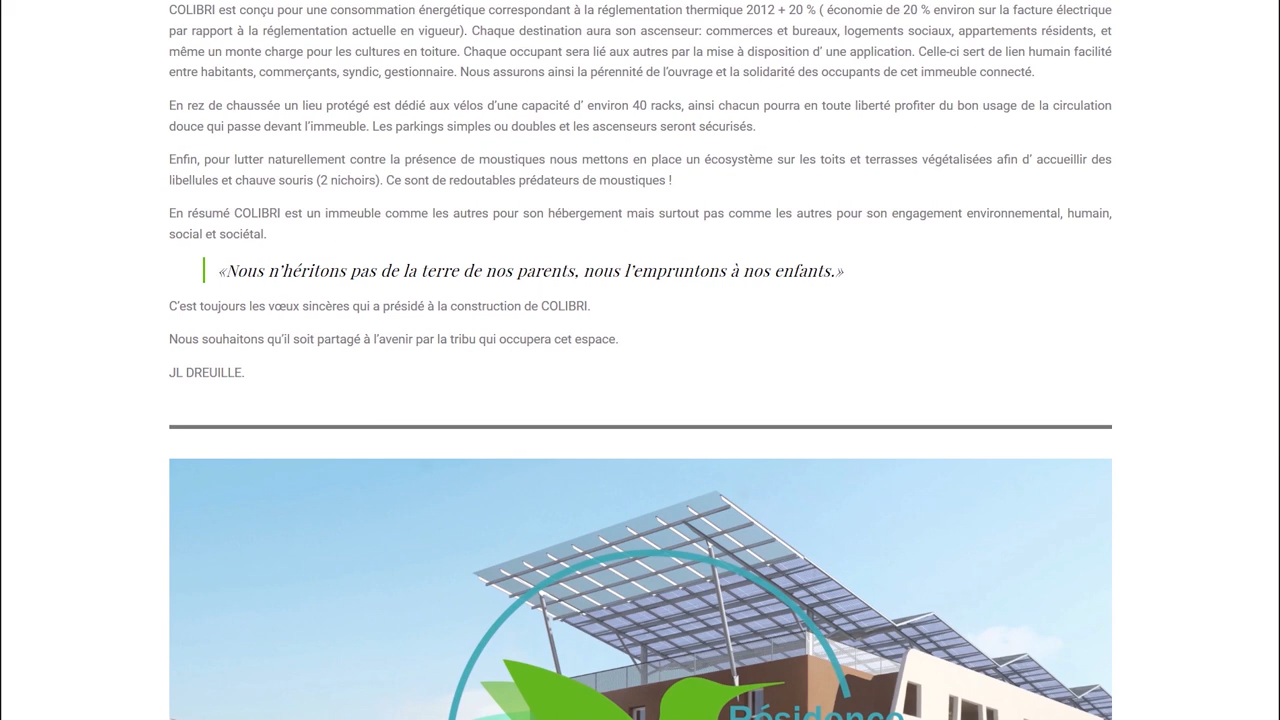 COLIBRI est conçu pour une consommation énergétique correspondant à la réglementation thermique 2012 + 20 % ( économie de 20 % environ sur la facture électrique
par rapport à la réglementation actuelle en vigueur). Chaque destination aura son ascenseur: commerces et bureaux, logements sociaux, appartements résidents, et
même un monte charge pour les cultures en toiture. Chaque occupant sera lié aux autres par la mise à disposition d’ une application. Celle-ci sert de lien humain facilité
entre habitants, commerçants, syndic, gestionnaire. Nous assurons ainsi la pérennité de l’ouvrage et la solidarité des occupants de cet immeuble connecté.
En rez de chaussée un lieu protégé est dédié aux vélos d’une capacité d’ environ 40 racks, ainsi chacun pourra en toute liberté profiter du bon usage de la circulation
douce qui passe devant l’immeuble. Les parkings simples ou doubles et les ascenseurs seront sécurisés.
Enfin, pour lutter naturellement contre la présence de moustiques nous mettons en place un écosystème sur les toits et terrasses végétalisées afin d’ accueillir des
libellules et chauve souris (2 nichoirs). Ce sont de redoutables prédateurs de moustiques !
En résumé COLIBRI est un immeuble comme les autres pour son hébergement mais surtout pas comme les autres pour son engagement environnemental, humain,
social et sociétal.
«Nous n’héritons pas de la terre de nos parents, nous l’empruntons à nos enfants.»
C’est toujours les vœux sincères qui a présidé à la construction de COLIBRI.
Nous souhaitons qu’il soit partagé à l’avenir par la tribu qui occupera cet espace.
JL DREUILLE.
Résidence